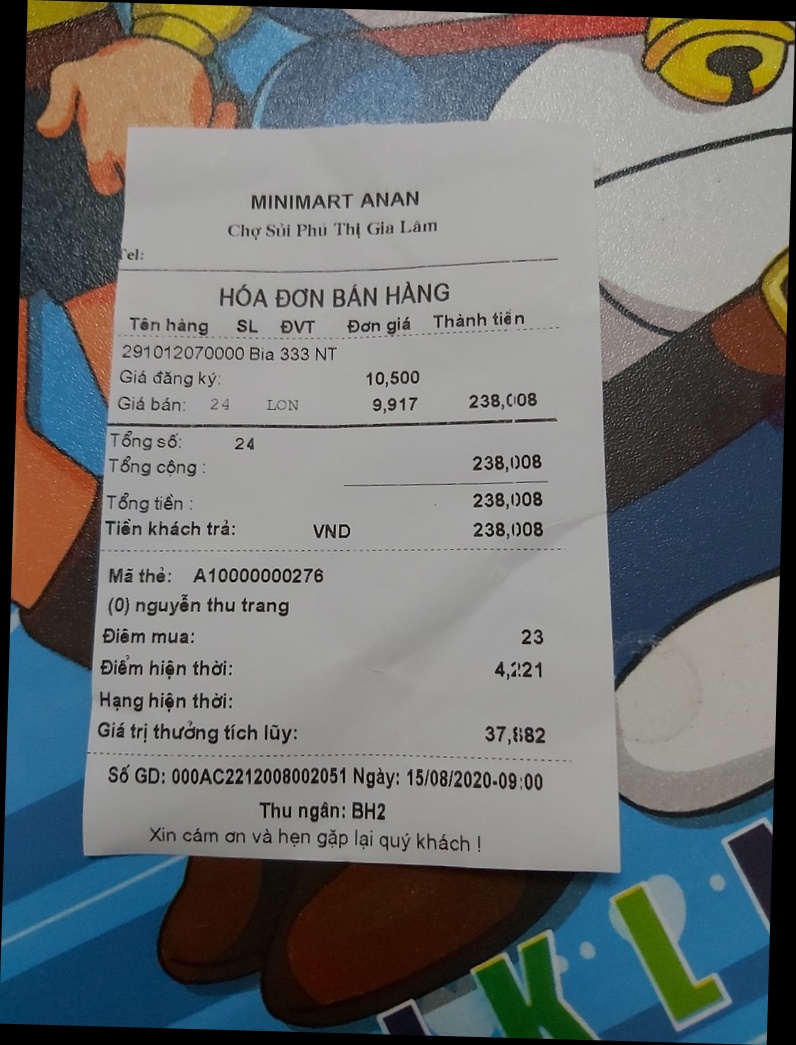 MINIMART ANAN
Chợ Sủi Phú Thị Gia Lâm
Tel:
HÓA ĐƠN BÁN HÀNG
Tên hàng SL ĐVT Đơn giá Thành tiền
291012070000 Bia 333 NT
Giá đăng ký: 10,500
Giá bán: 24 LON 9,917 238,008
Tổng số: 24
Tổng cộng : 238,008
Tổng tiền : 238,008
Tiền khách trả: VND 238,008
Mã thẻ: A10000000276
(0) nguyễn thu trang
Điểm mua: 23
Điểm hiện thời: 4,221
Hạng hiện thời:
Giá trị thưởng tích lũy: 37,882
Số GD: 000AC2212008002051 Ngày: 15/08/2020-09:00
Thu ngân: BH2
Xin cám ơn và hẹn gặp lại quý khách !
KL